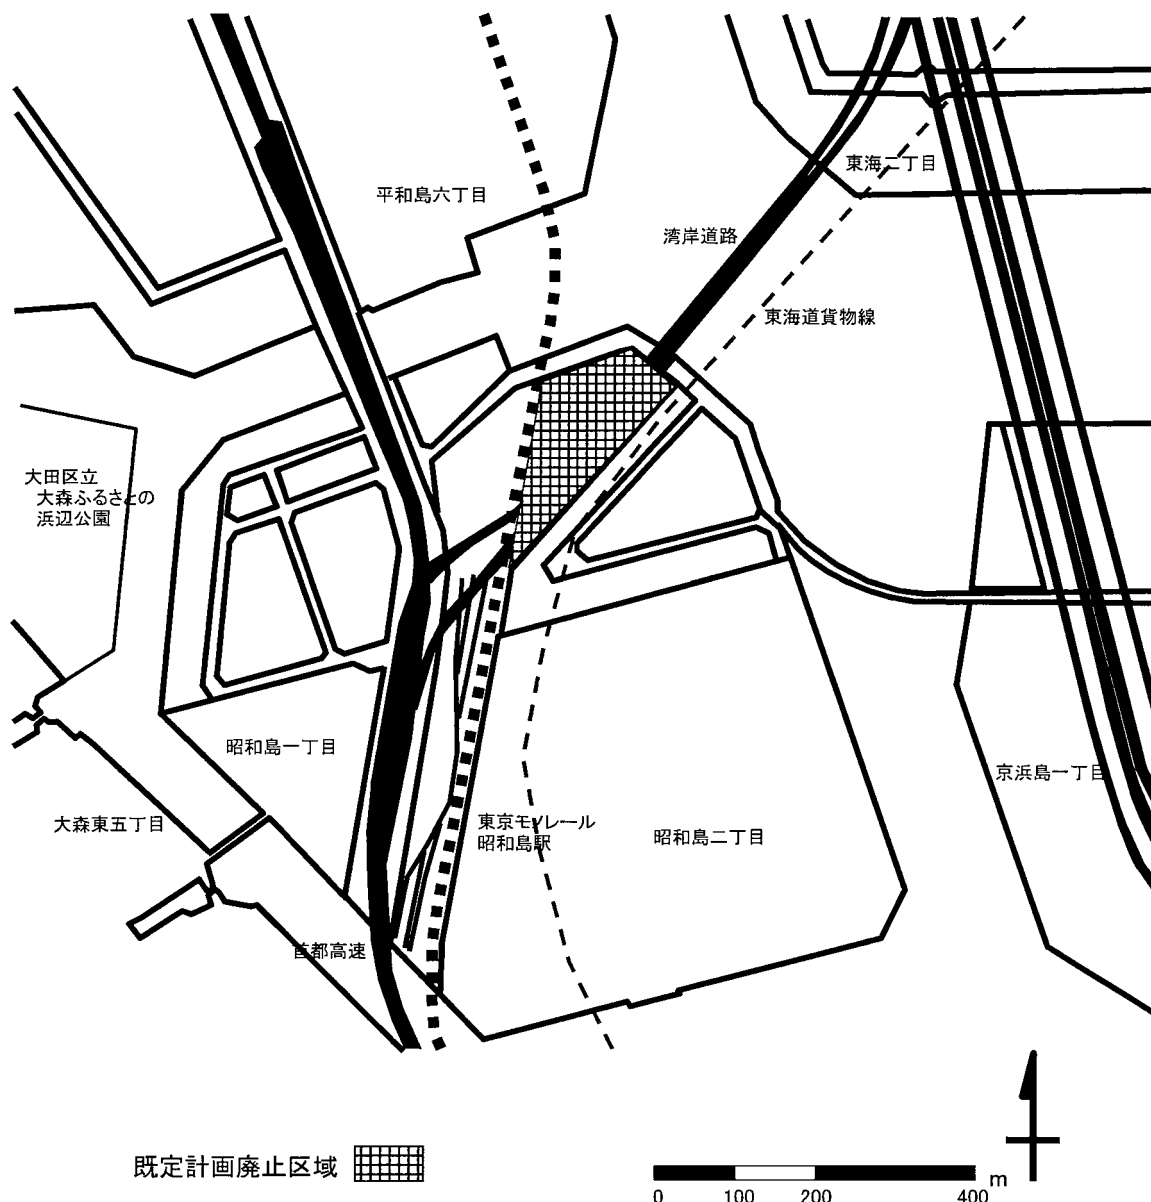 東海二丁目
平和島六丁目
湾岸道路
東海道貨物線
大田区立
大森ふるさとの
浜辺公園
昭和島一丁目
京浜島一丁目
大森東五丁目
東京モノレール
昭和島駅
昭和島二丁目
首都高速
既定計画廃止区域
m
0 100 200 400